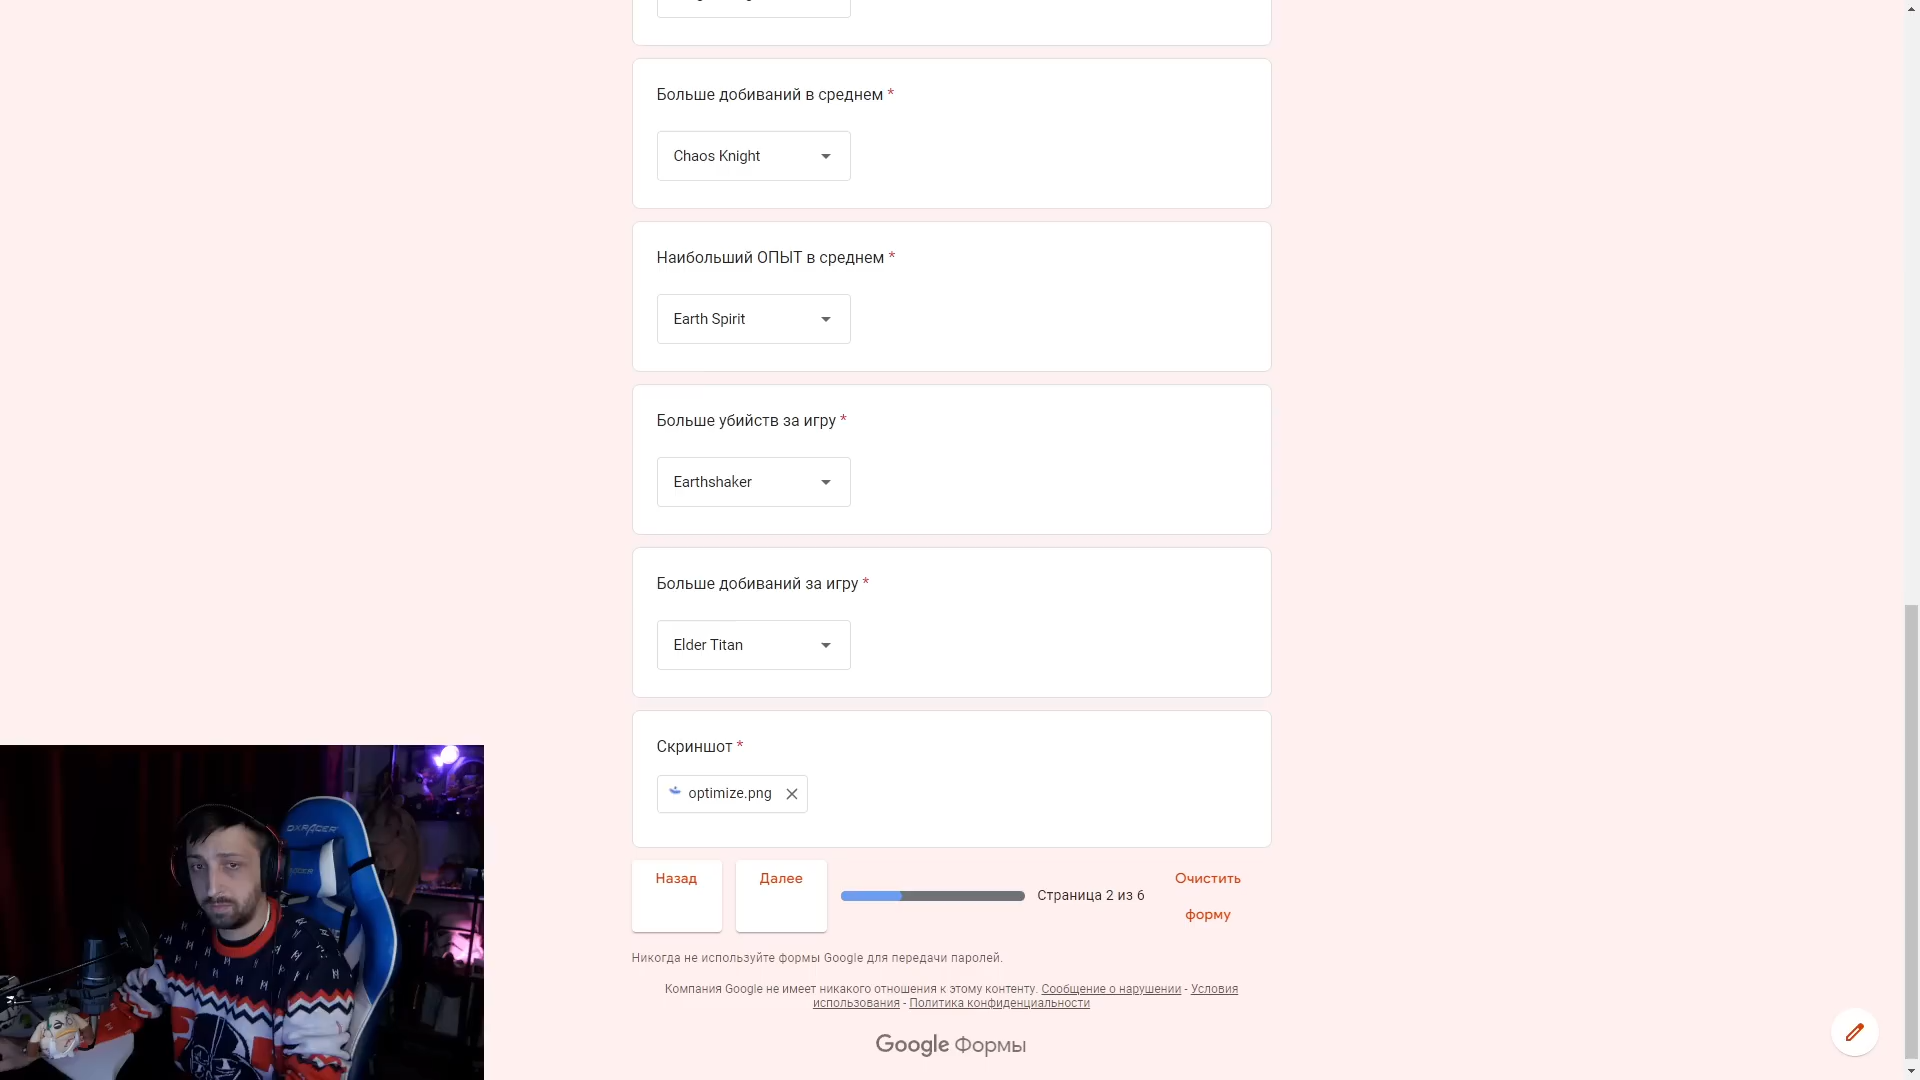 Больше добиваний в среднем *
Chaos Knight
Наибольший ОПЫТ в среднем *
Earth Spirit
Больше убийств за игру *
Earthshaker
Больше добиваний за игру *
Elder Titan
Скриншот *
optimize.png
Назад
Далее
Страница 2 из 6
Очистить
форму
Никогда не используйте формы Google для передачи паролей.
Компания Google не имеет никакого отношения к этому контенту. Сообщение о нарушении - Условия
использования - Политика конфиденциальности
Google Формы
OXRACER